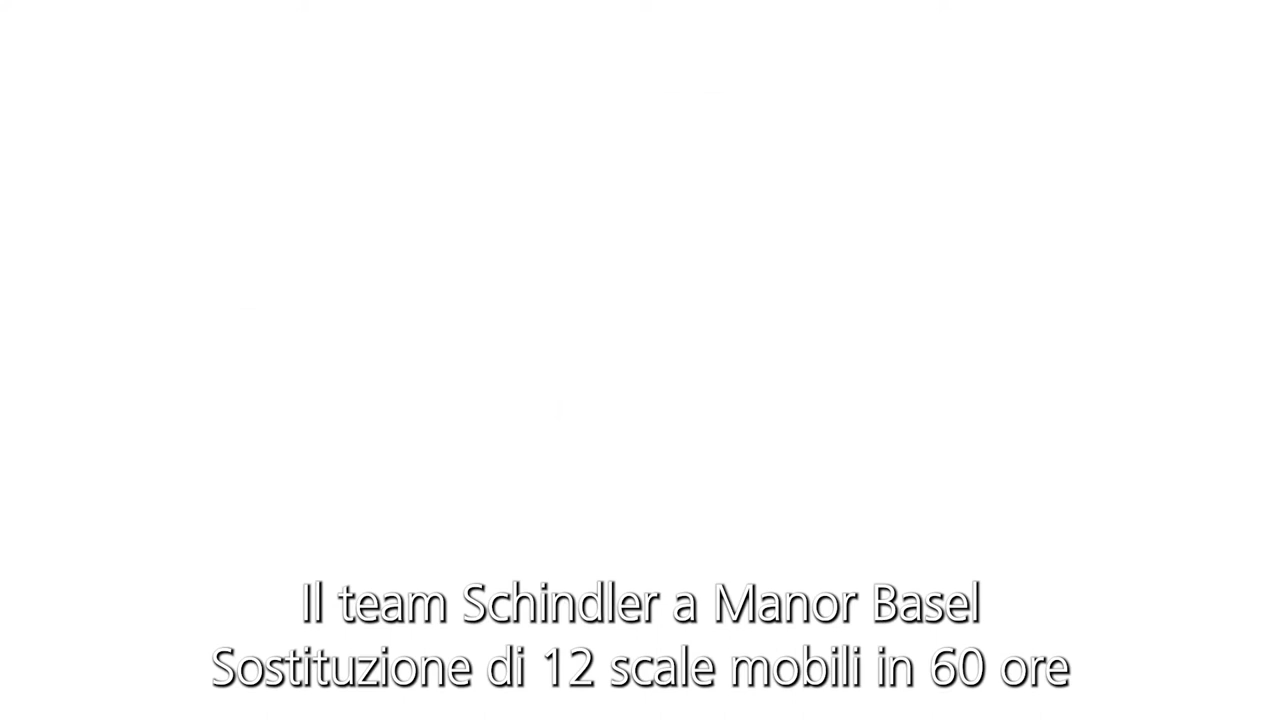 Il team Schindler a Manor Basel
Sostituzione di 12 scale mobili in 60 ore